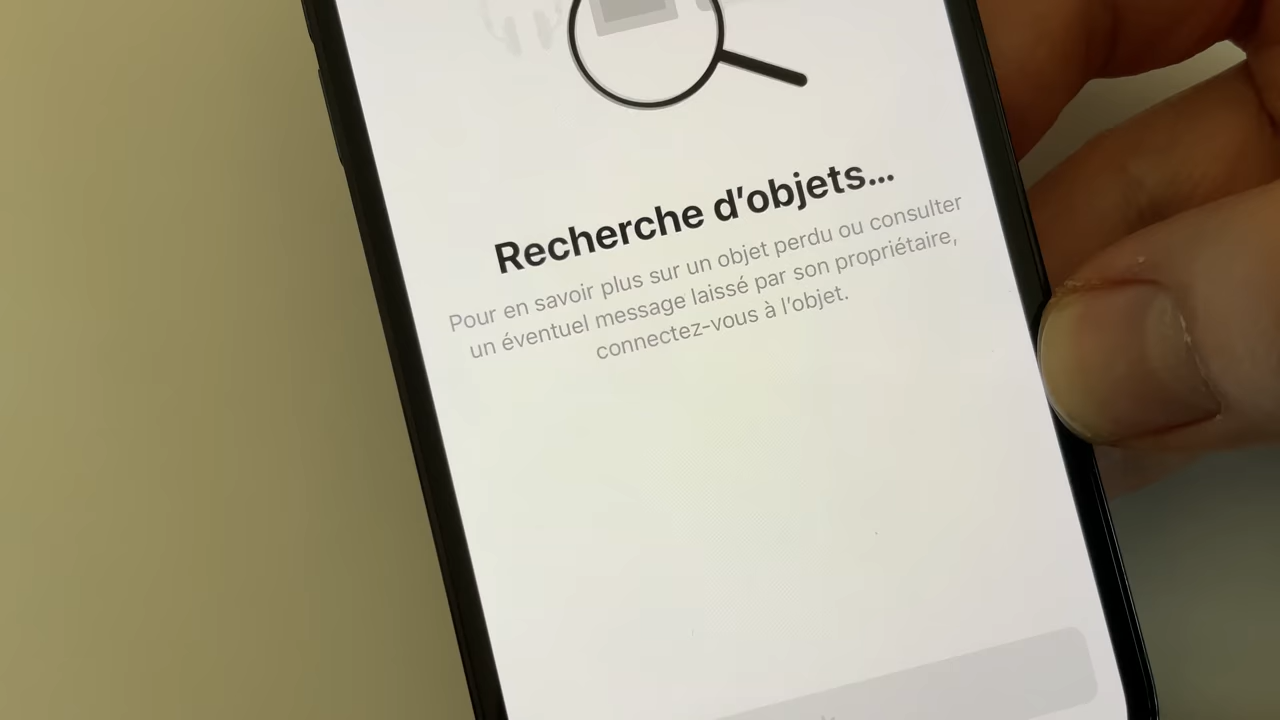 Recherche d'objets...
Pour en savoir plus sur un objet perdu ou consulter
un éventuel message laissé par son propriétaire,
connectez-vous à l'objet.